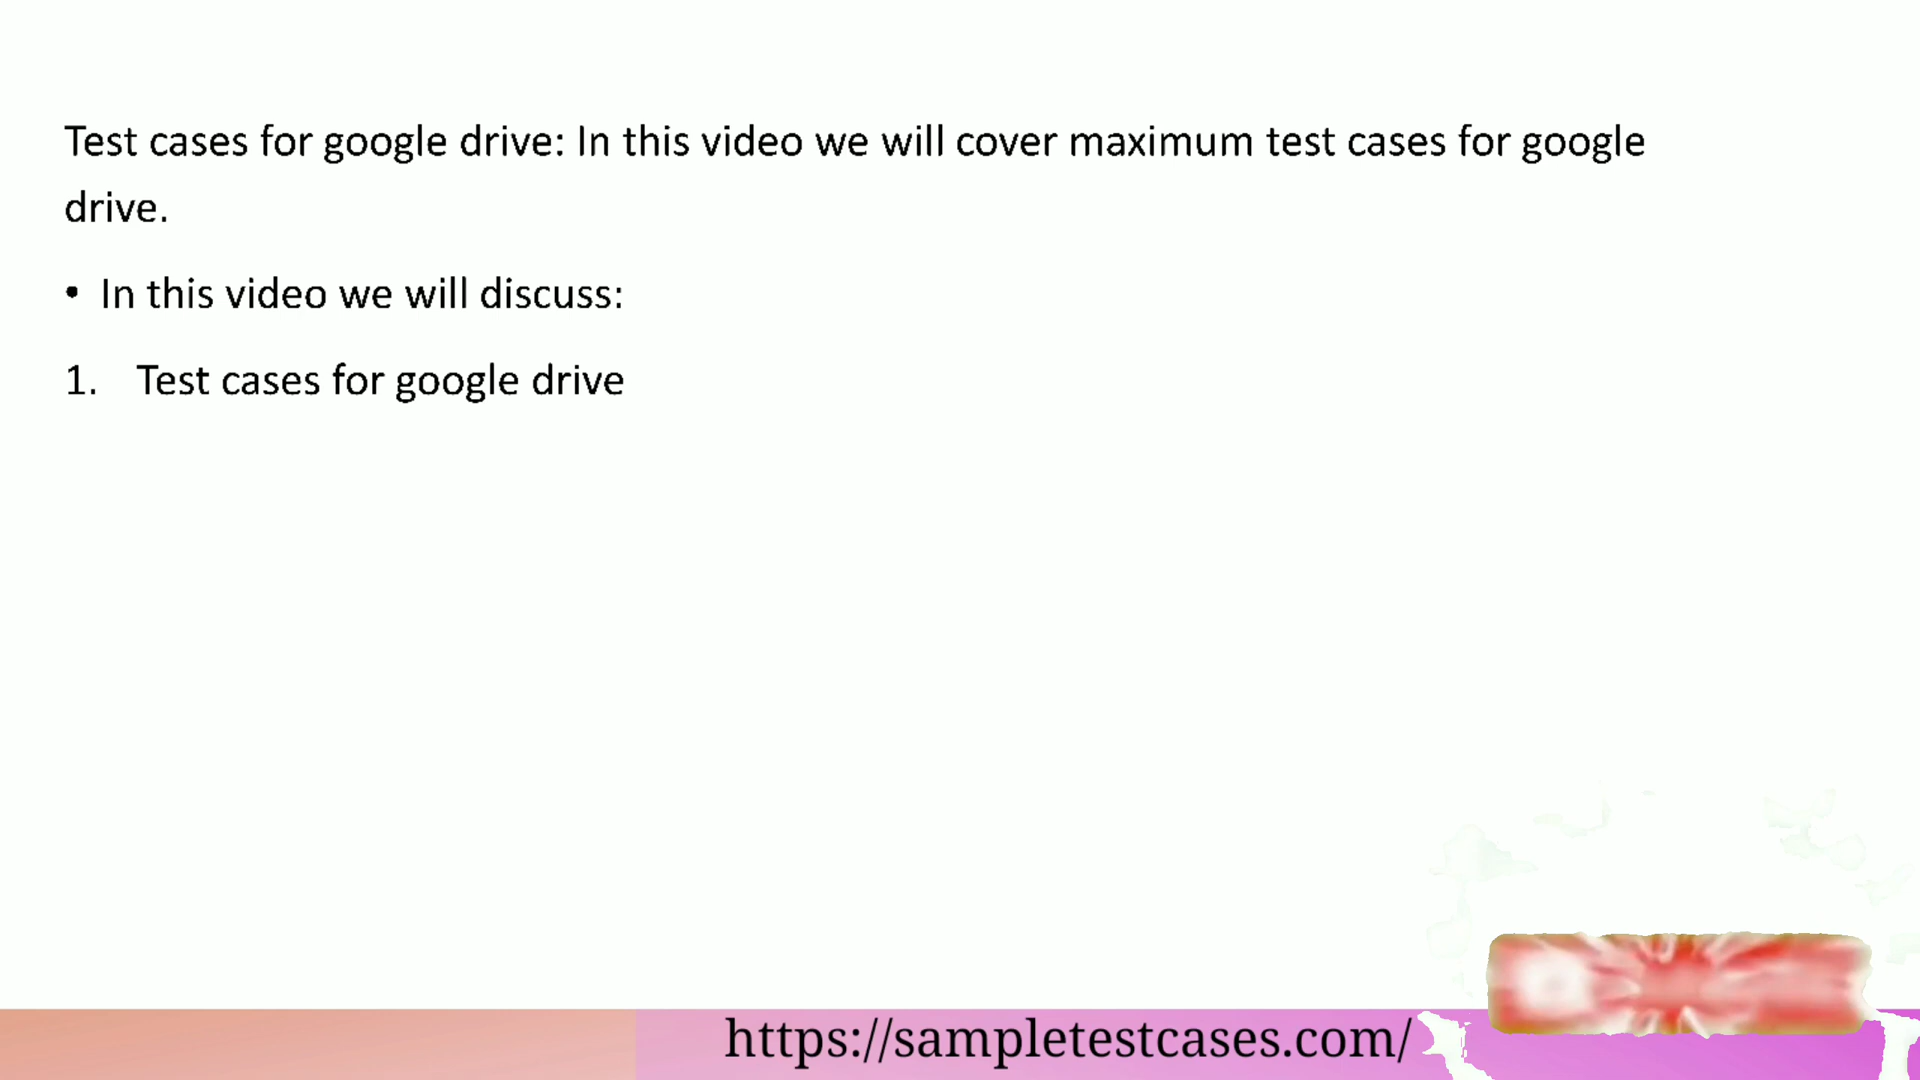 Test cases for google drive: In this video we will cover maximum test cases for google
drive.
• In this video we will discuss:
1. Test cases for google drive
https://sampletestcases.com/